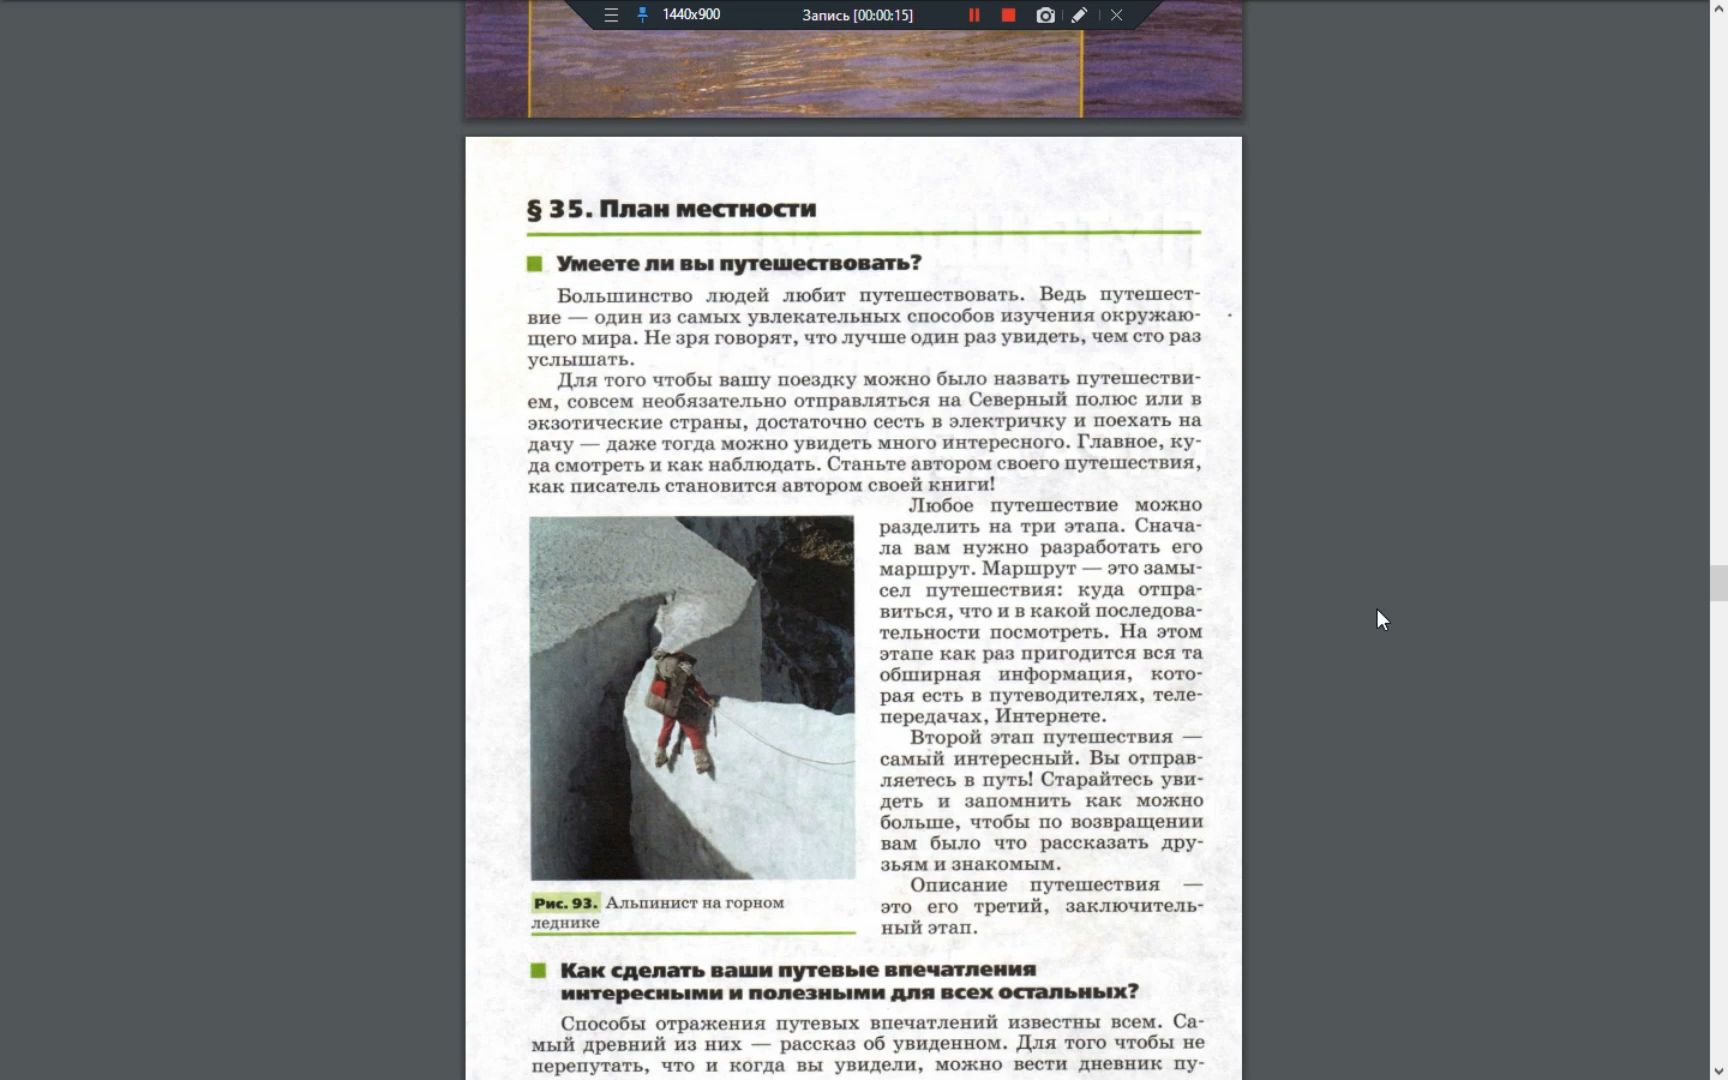 1440x900
Запись [00:00:15]
§ 35. План местности
Умеете ли вы путешествовать?
Большинство людей любит путешествовать. Ведь путешест-
вие — один из самых увлекательных способов изучения окружаю-
щего мира. Не зря говорят, что лучше один раз увидеть, чем сто раз
услышать.
Для того чтобы вашу поездку можно было назвать путешестви-
ем, совсем необязательно отправляться на Северный полюс или в
экзотические страны, достаточно сесть в электричку и поехать на
дачу — даже тогда можно увидеть много интересного. Главное, ку-
да смотреть и как наблюдать. Станьте автором своего путешествия,
как писатель становится автором своей книги!
Любое путешествие можно
разделить на три этапа. Снача-
ла вам нужно разработать его
маршрут. Маршрут — это замы-
сел путешествия: куда отпра-
виться, что и в какой последова-
тельности посмотреть. На этом
этапе как раз пригодится вся та
обширная информация, кото-
рая есть в путеводителях, теле-
передачах, Интернете.
Второй этап путешествия —
самый интересный. Вы отправ-
ляетесь в путь! Старайтесь уви-
деть и запомнить как можно
больше, чтобы по возвращении
вам было что рассказать дру-
зьям и знакомым.
Описание путешествия —
это его третий, заключитель-
ный этап.
Рис. 93. Альпинист на горном
леднике
Как сделать ваши путевые впечатления
интересными и полезными для всех остальных?
Способы отражения путевых впечатлений известны всем. Са-
мый древний из них — рассказ об увиденном. Для того чтобы не
перепутать, что и когда вы увидели, можно вести дневник пу-